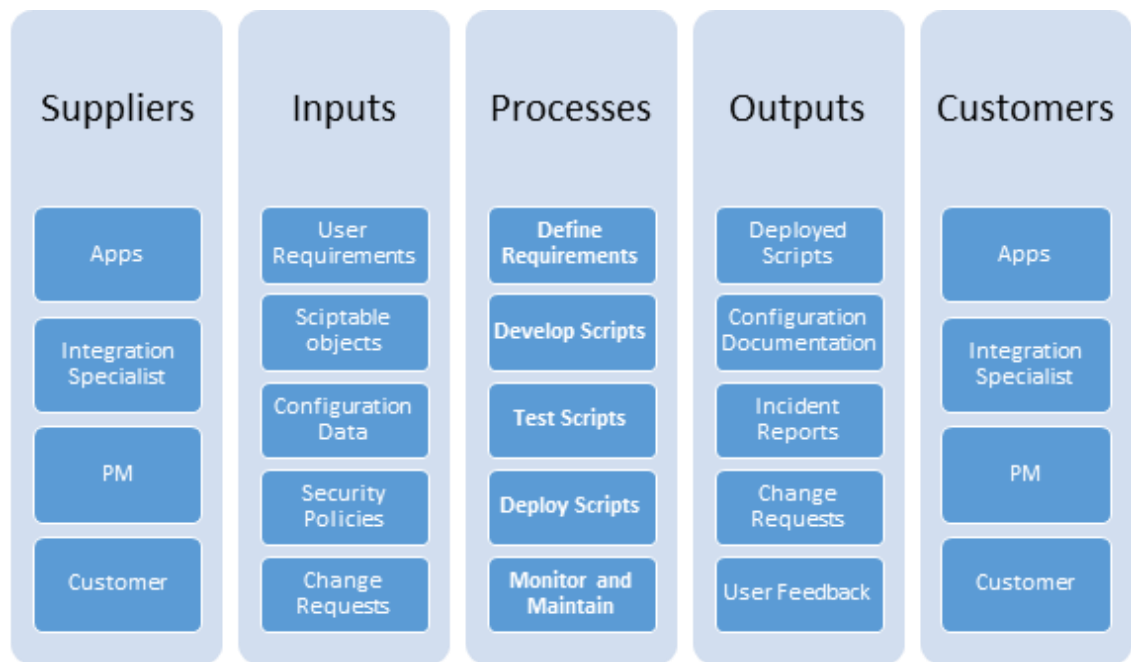 Suppliers
Apps
Integration
Specialist
PM
Customer
Inputs
User
Requirements
Sciptable
objects
Configuration
Data
Security
Policies
Change
Requests
Processes
Define
Requirements
Develop Scripts
Test Scripts
Deploy Scripts
Monitor and
Maintain
Outputs
Deployed
Scripts
Configuration
Documentation
Incident
Reports
Change
Requests
User Feedback
Customers
Apps
Integration
Specialist
PM
Customer